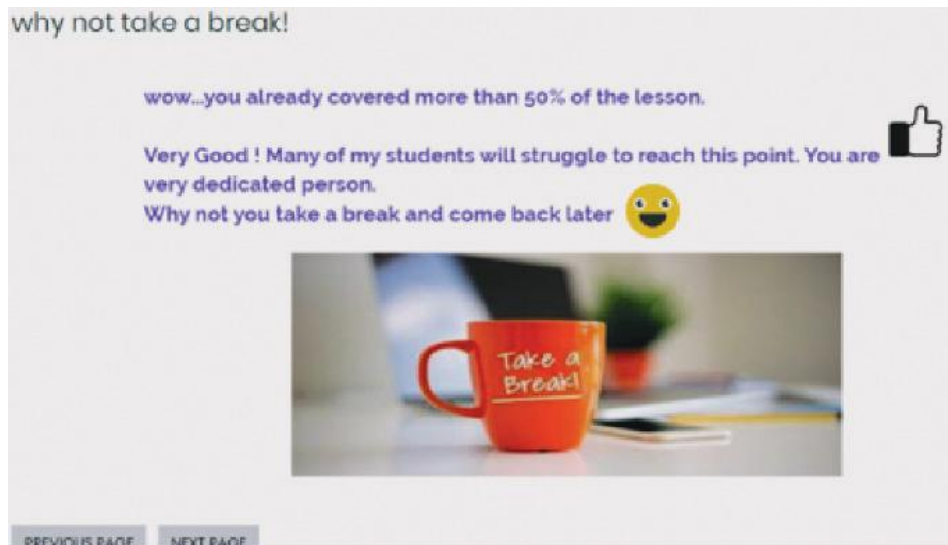 why not take a break!
wow...you already covered more than 50% of the lesson.
Very Good ! Many of my students will struggle to reach this point. You are
very dedicated person.
Why not you take a break and come back later
Take a
Break!
PREVIOUS PAGE
NEXT PAGE